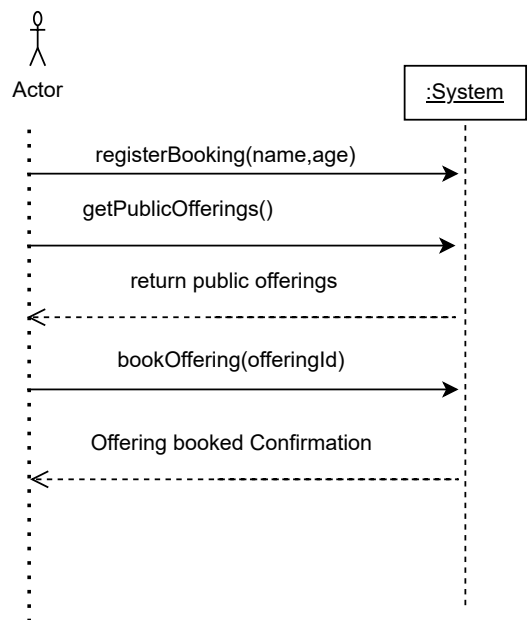 Actor
:System
registerBooking(name,age)
getPublicOfferings()
return public offerings
bookOffering(offeringId)
Offering booked Confirmation